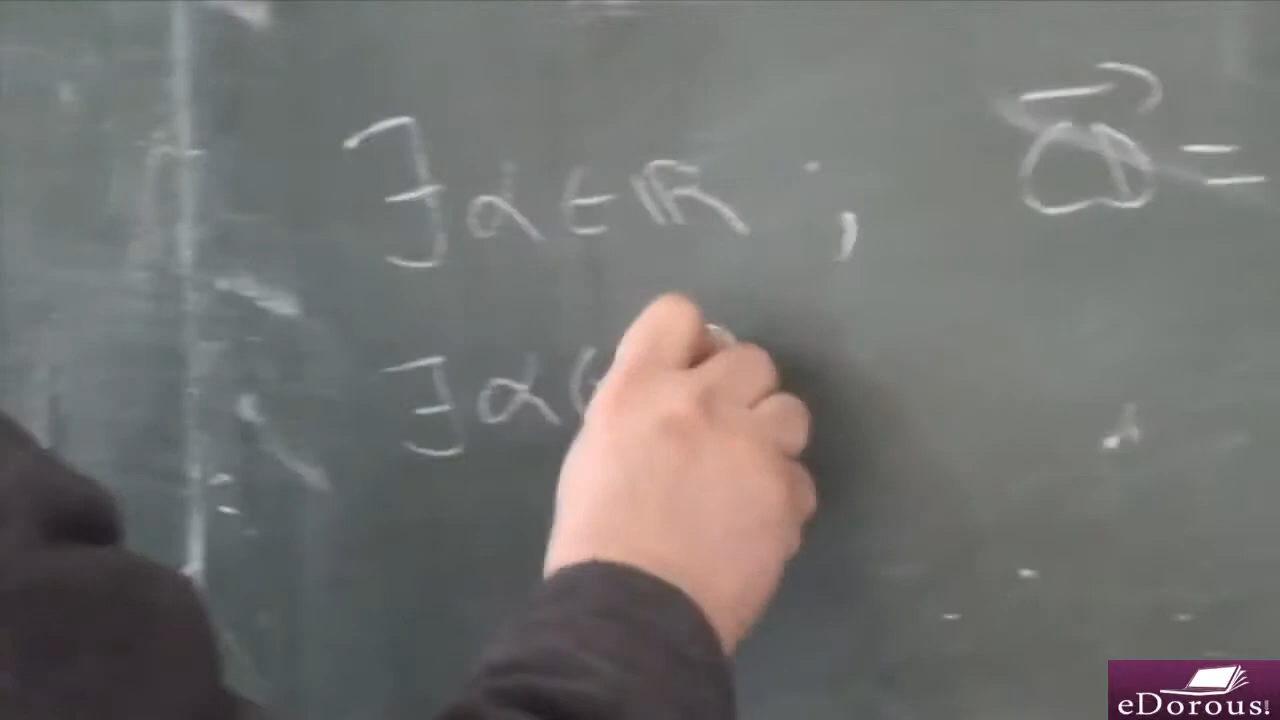 ∃ α ∈ ℝ ; a⃗ =
∃ α
eDorous!